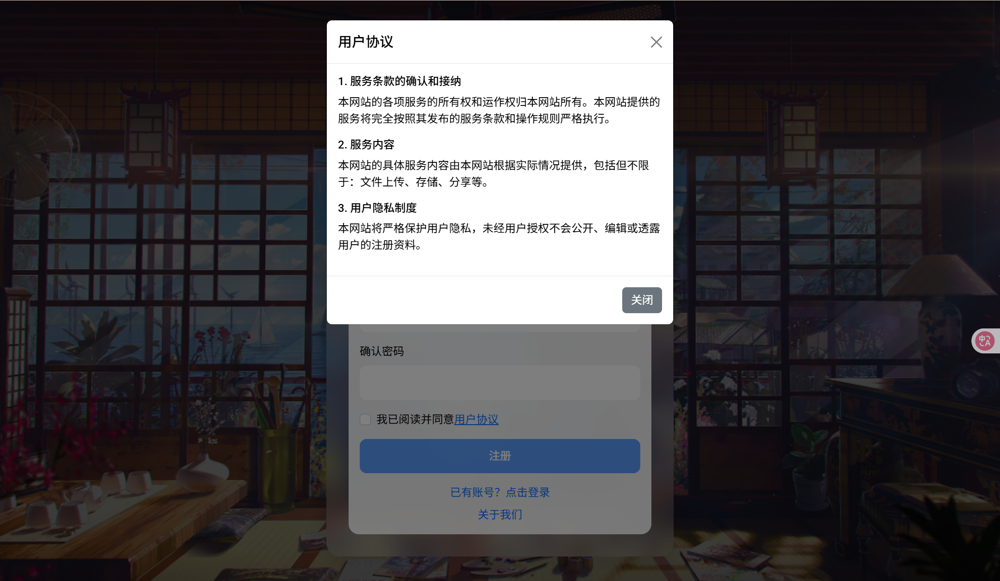 用户协议
1. 服务条款的确认和接纳
本网站的各项服务的所有权和运作权归本网站所有。本网站提供的
服务将完全按照其发布的服务条款和操作规则严格执行。
2. 服务内容
本网站的具体服务内容由本网站根据实际情况提供，包括但不限
于：文件上传、存储、分享等。
3. 用户隐私制度
本网站将严格保护用户隐私，未经用户授权不会公开、编辑或透露
用户的注册资料。
关闭
确认密码
我已阅读并同意用户协议
注册
已有账号？点击登录
关于我们
中A